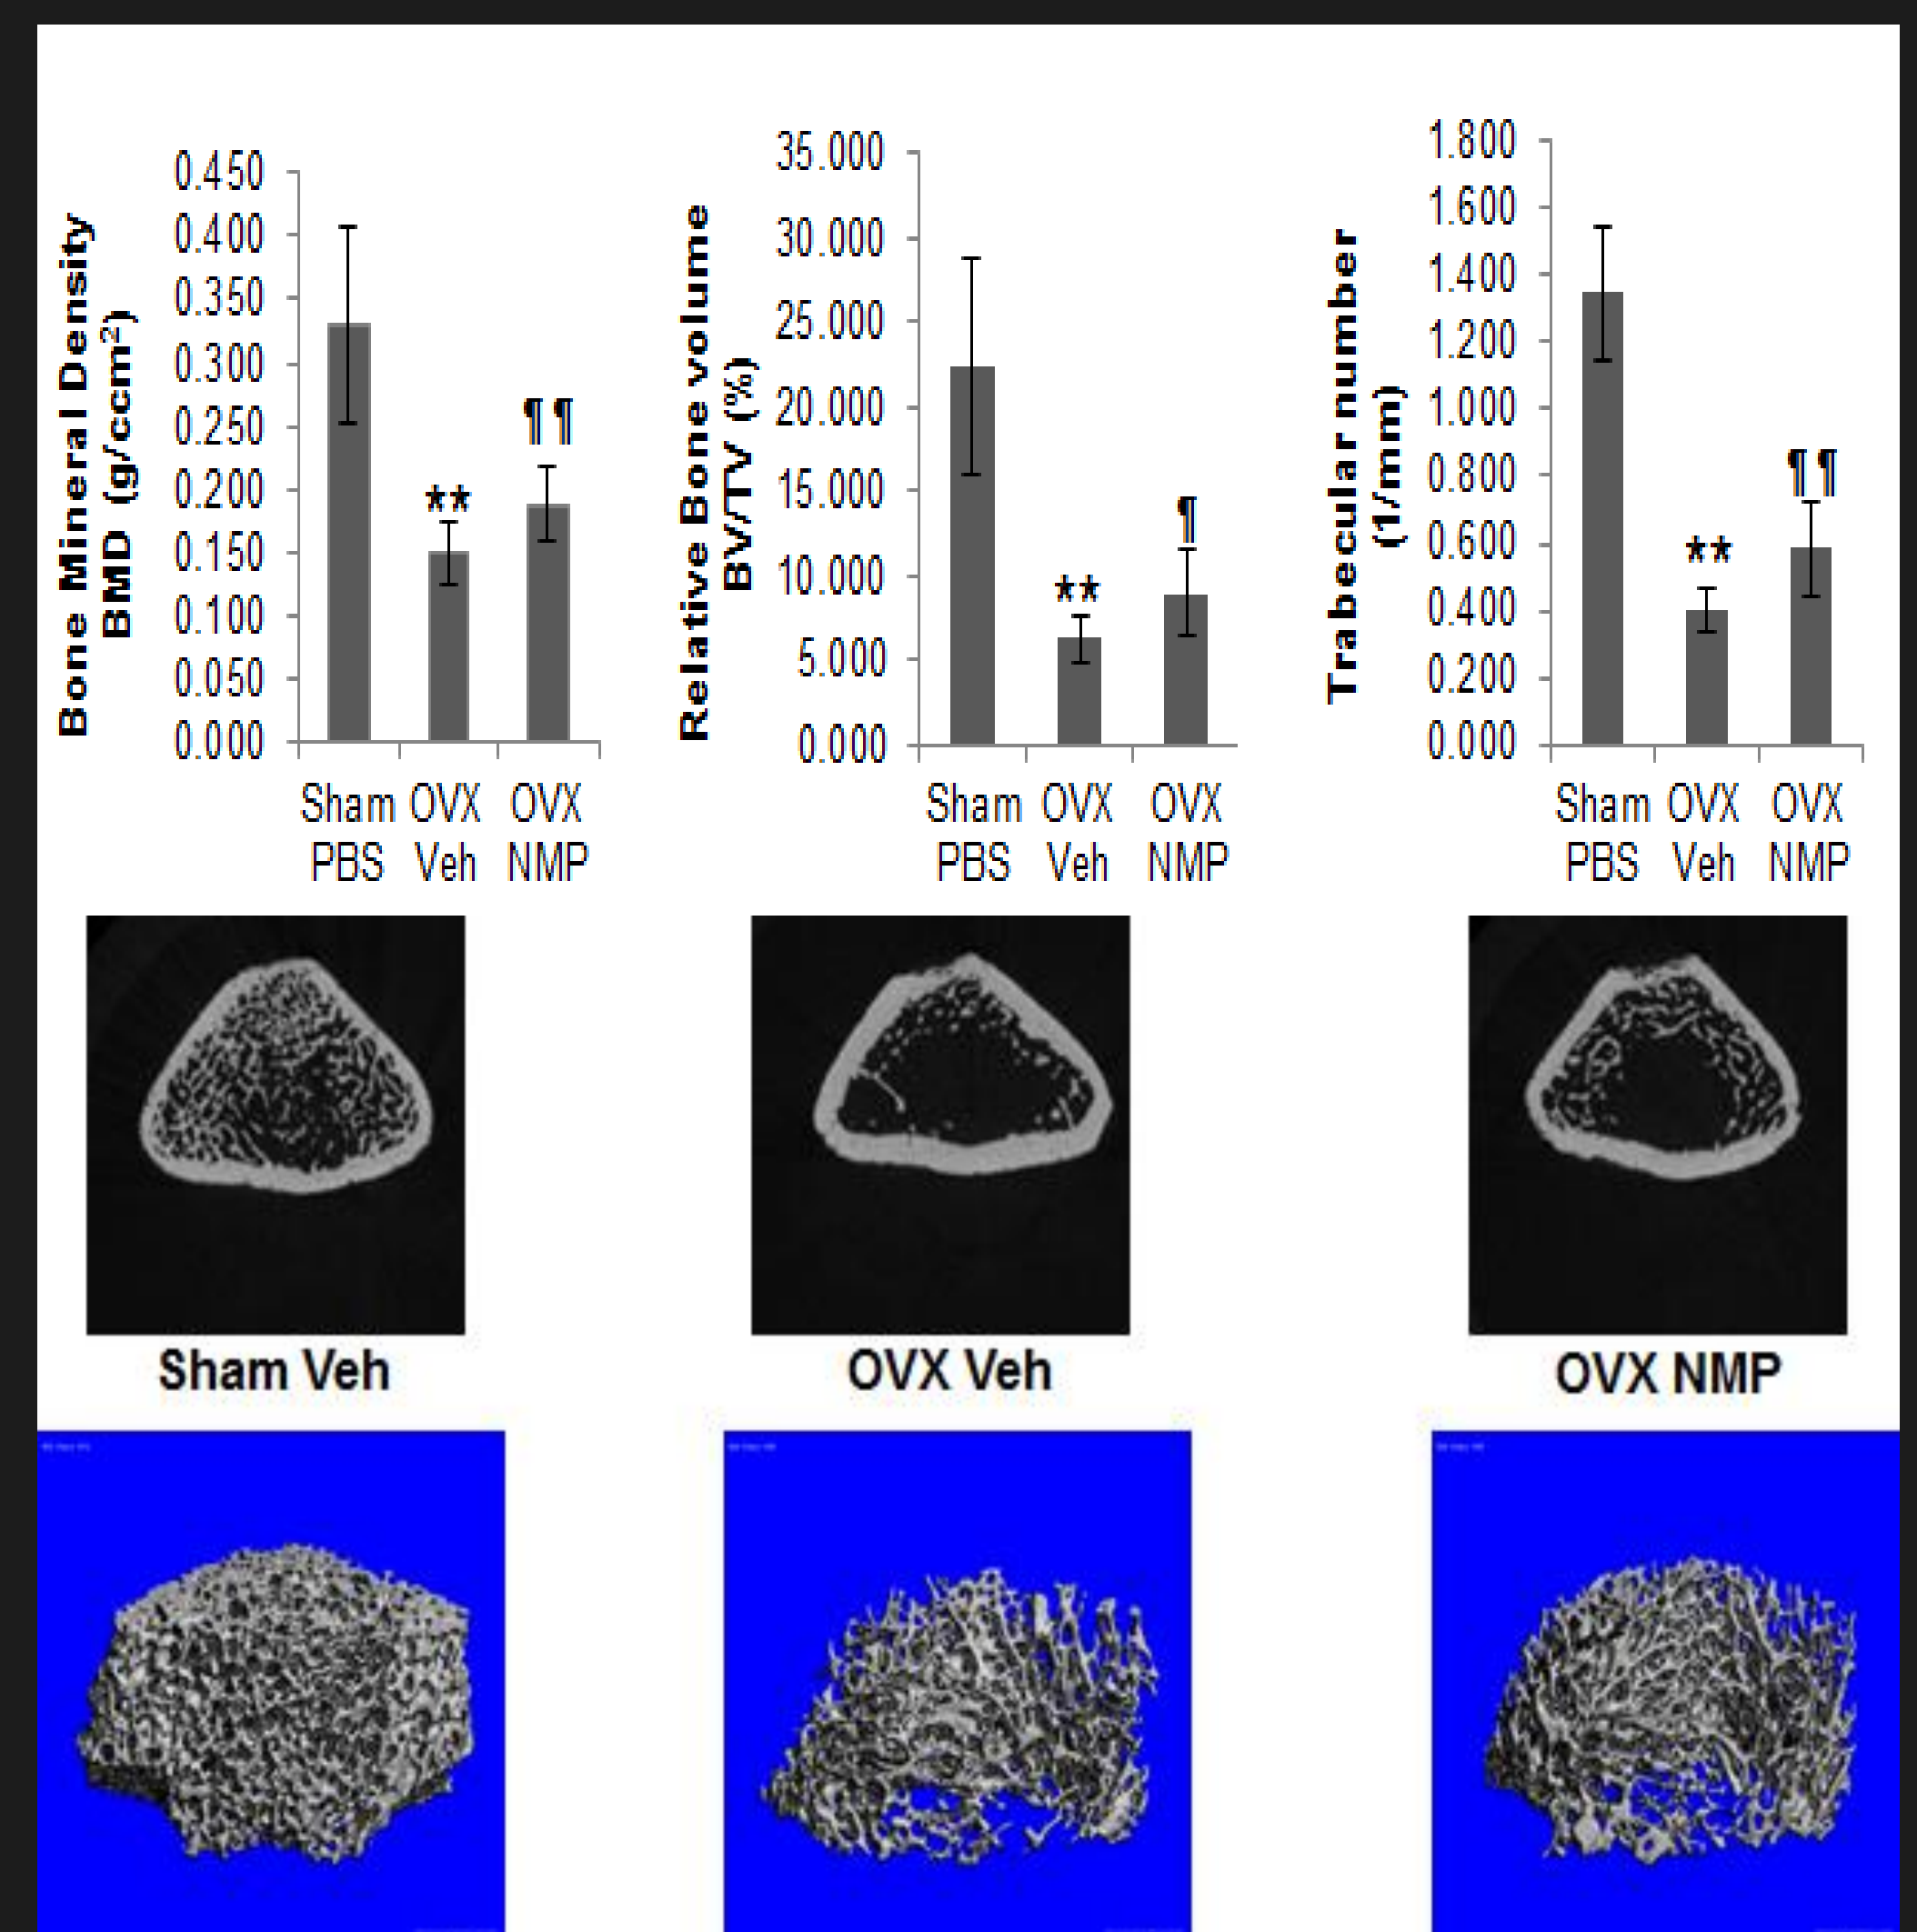 Bone Mineral Density
BMD (g/ccm²)
0.450
0.400
0.350
0.300
0.250
0.200
0.150
0.100
0.050
0.000
**
¶¶
Sham OVX OVX
PBS Veh NMP
Relative Bone volume
BV/TV (%)
35.000
30.000
25.000
20.000
15.000
10.000
5.000
0.000
**
¶
Sham OVX OVX
PBS Veh NMP
Trabecular number
(1/mm)
1.800
1.600
1.400
1.200
1.000
0.800
0.600
0.400
0.200
0.000
**
¶¶
Sham OVX OVX
PBS Veh NMP
Sham Veh
OVX Veh
OVX NMP